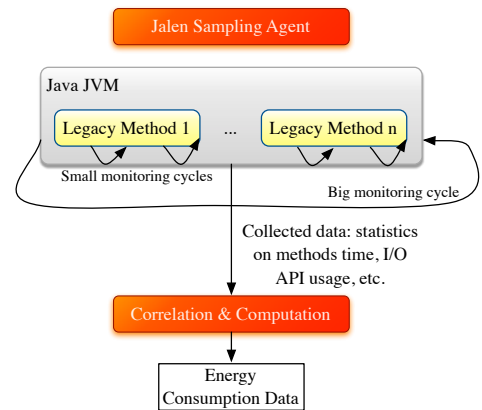 Jalen Sampling Agent
Java JVM
Legacy Method 1
...
Legacy Method n
Small monitoring cycles
Big monitoring cycle
Collected data: statistics
on methods time, I/O
API usage, etc.
Correlation & Computation
Energy
Consumption Data